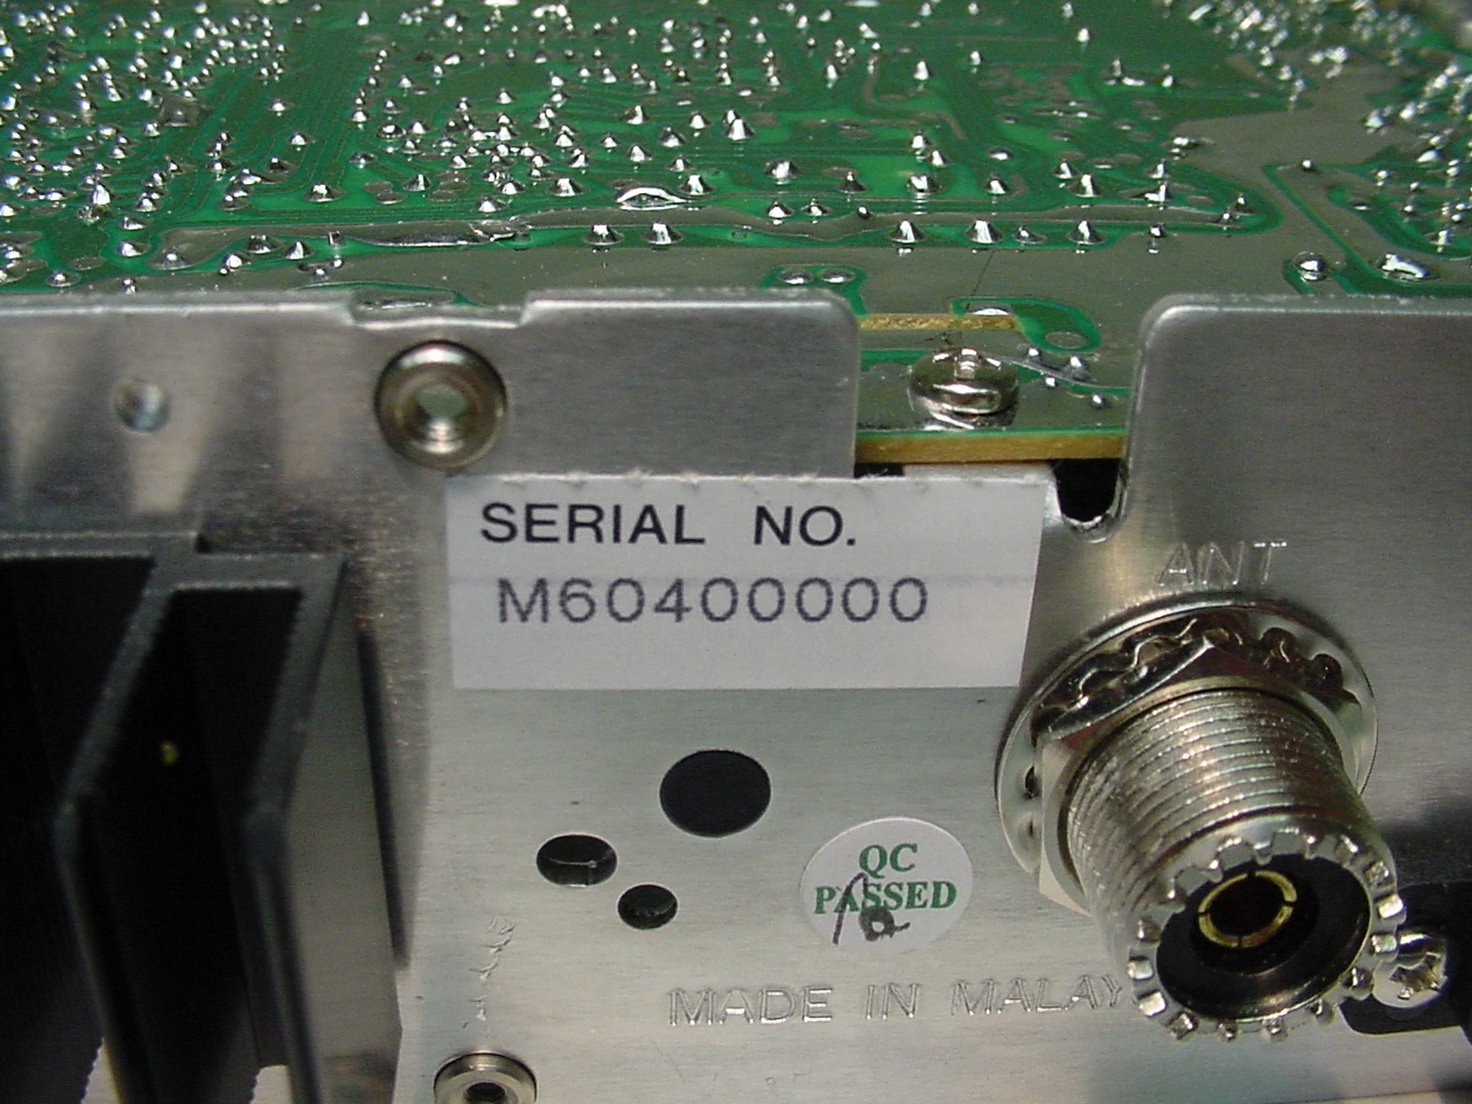 SERIAL NO.
M60400000
ANT
QC
PASSED
MADE IN MALAY